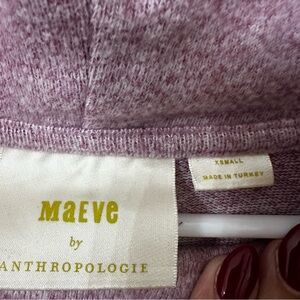 MAEVE
by
ANTHROPOLOGIE
XSMALL
MADE IN TURKEY